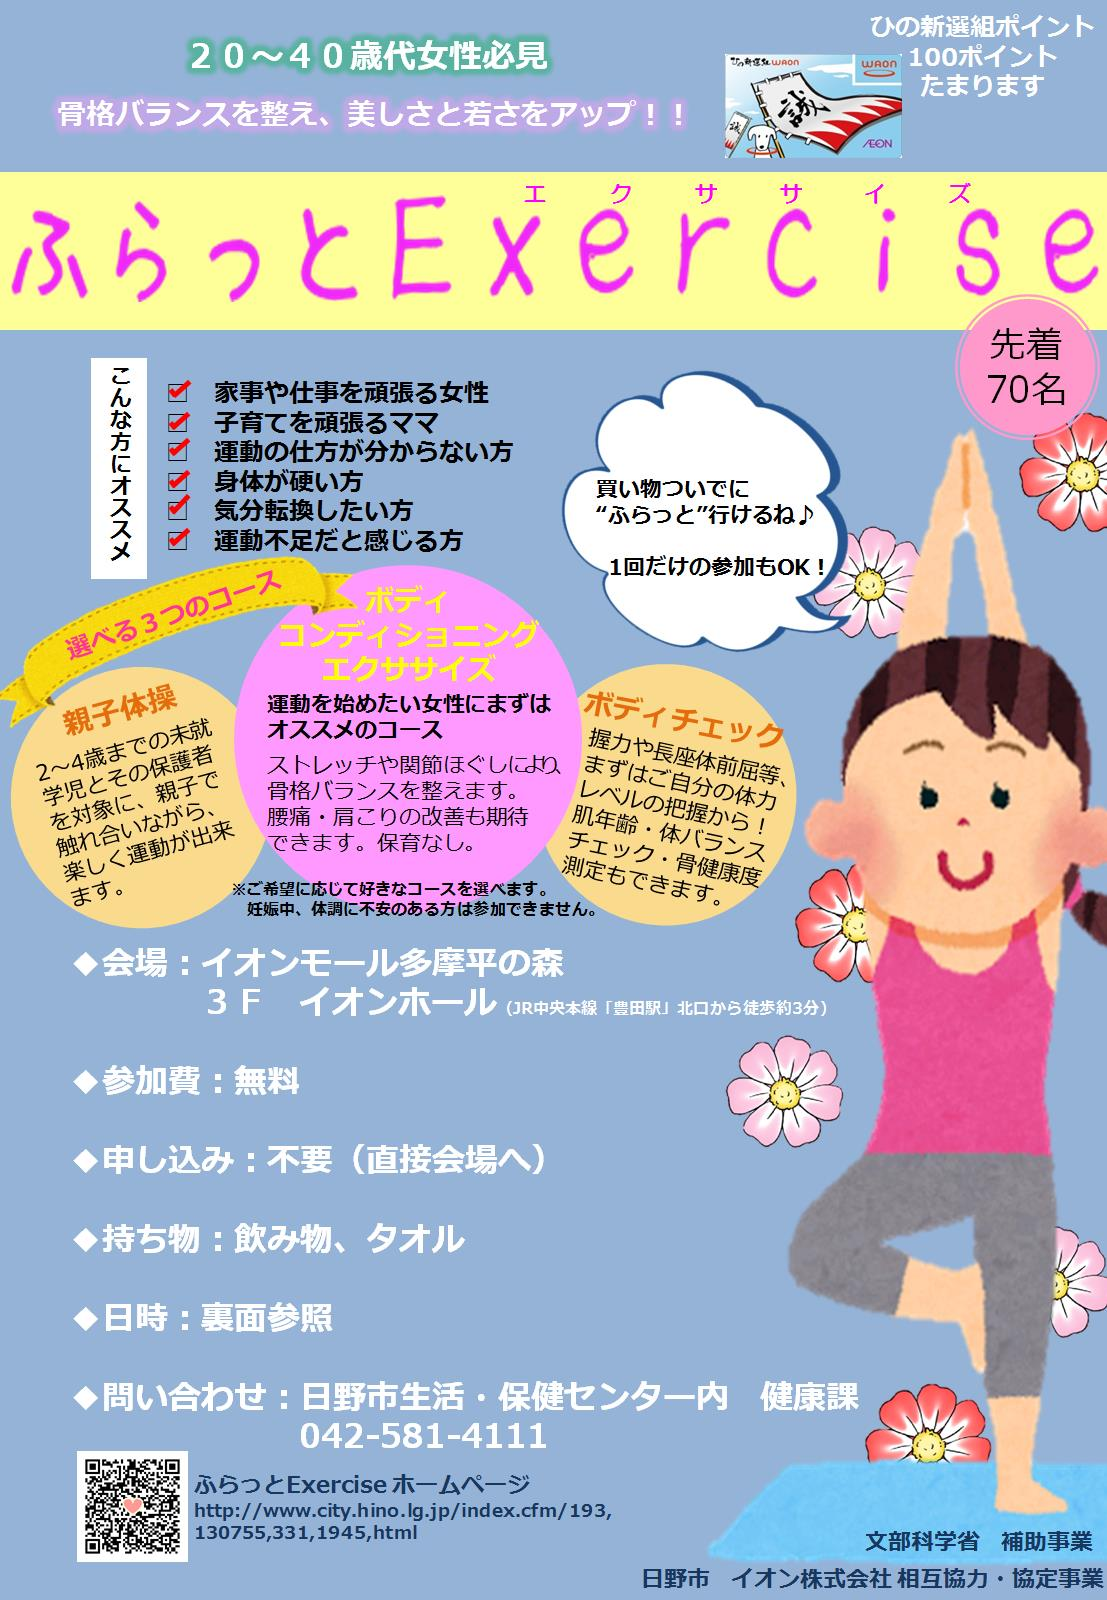 ２０～４０歳代女性必見
骨格バランスを整え、美しさと若さをアップ！！
ひの新選組ポイント
100ポイント
たまります
ひの新選組 WAON
WAON
誠
誠
ÆON
エクササイズ
ふらっとExercise
先着
70名
こんな方にオススメ
家事や仕事を頑張る女性
子育てを頑張るママ
運動の仕方が分からない方
身体が硬い方
気分転換したい方
運動不足だと感じる方
買い物ついでに
“ふらっと”行けるね♪
1回だけの参加もOK！
選べる３つのコース
親子体操
2～4歳までの未就
学児とその保護者
を対象に、親子で
触れ合いながら、
楽しく運動が出来
ます。
ボディ
コンディショニング
エクササイズ
運動を始めたい女性にまずは
オススメのコース
ストレッチや関節ほぐしにより、
骨格バランスを整えます。
腰痛・肩こりの改善も期待
できます。保育なし。
ボディチェック
握力や長座体前屈等、
まずはご自分の体力
レベルの把握から！
肌年齢・体バランス
チェック・骨健康度
測定もできます。
※ご希望に応じて好きなコースを選べます。
妊娠中、体調に不安のある方は参加できません。
◆会場：イオンモール多摩平の森
３Ｆ　イオンホール（JR中央本線「豊田駅」北口から徒歩約3分）
◆参加費：無料
◆申し込み：不要（直接会場へ）
◆持ち物：飲み物、タオル
◆日時：裏面参照
◆問い合わせ：日野市生活・保健センター内　健康課
042-581-4111
ふらっとExercise ホームページ
http://www.city.hino.lg.jp/index.cfm/193,
130755,331,1945,html
文部科学省　補助事業
日野市　イオン株式会社 相互協力・協定事業